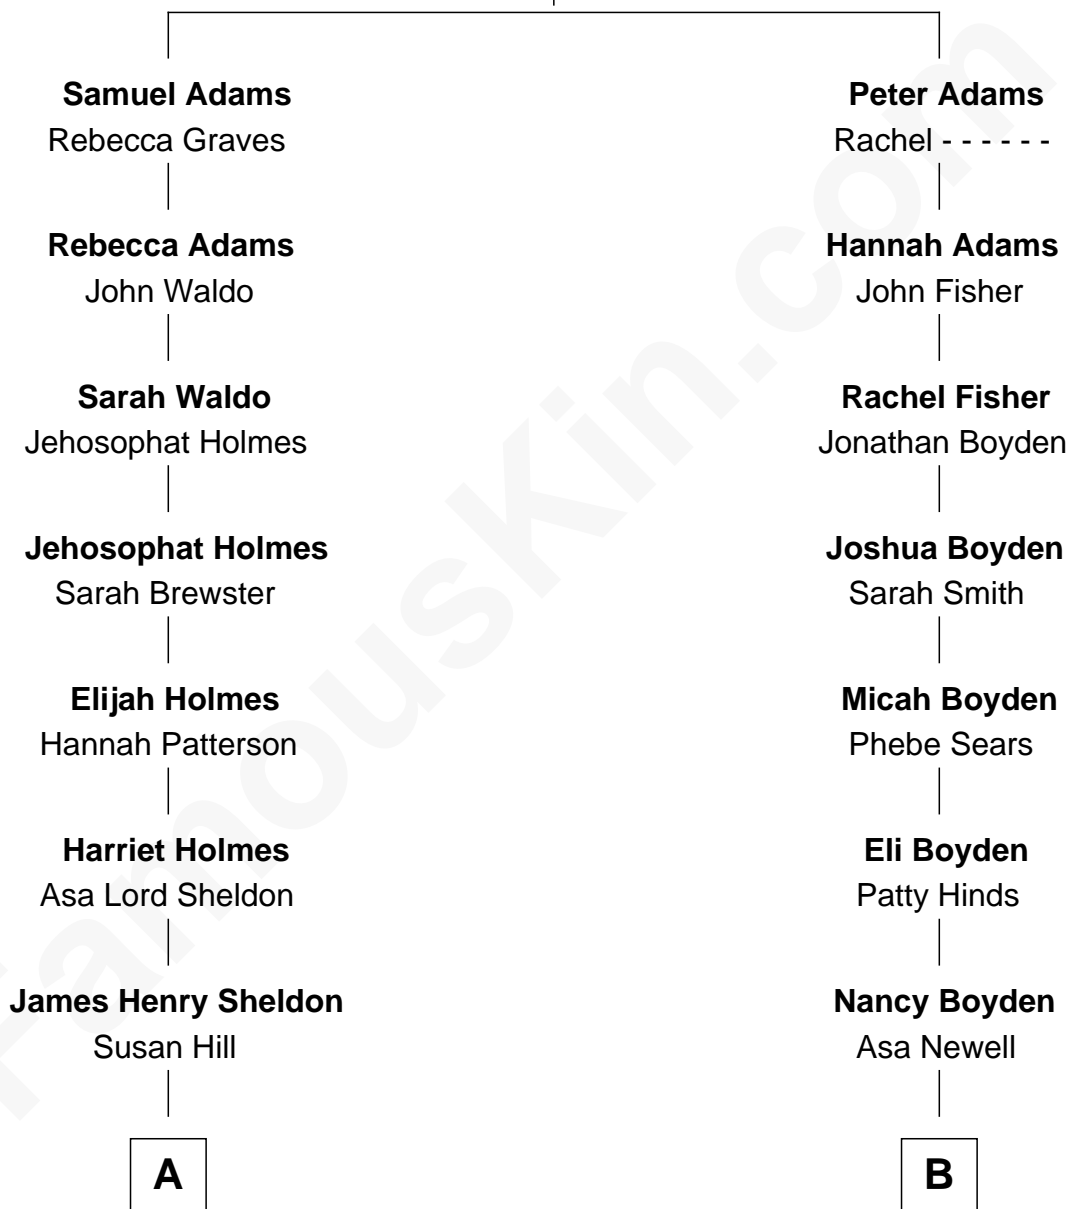 Samuel Adams
Rebecca Graves
Rebecca Adams
John Waldo
Sarah Waldo
Jehosophat Holmes
Jehosophat Holmes
Sarah Brewster
Elijah Holmes
Hannah Patterson
Harriet Holmes
Asa Lord Sheldon
James Henry Sheldon
Susan Hill
A
Peter Adams
Rachel - - - - - -
Hannah Adams
John Fisher
Rachel Fisher
Jonathan Boyden
Joshua Boyden
Sarah Smith
Micah Boyden
Phebe Sears
Eli Boyden
Patty Hinds
Nancy Boyden
Asa Newell
B
FamousKin.com